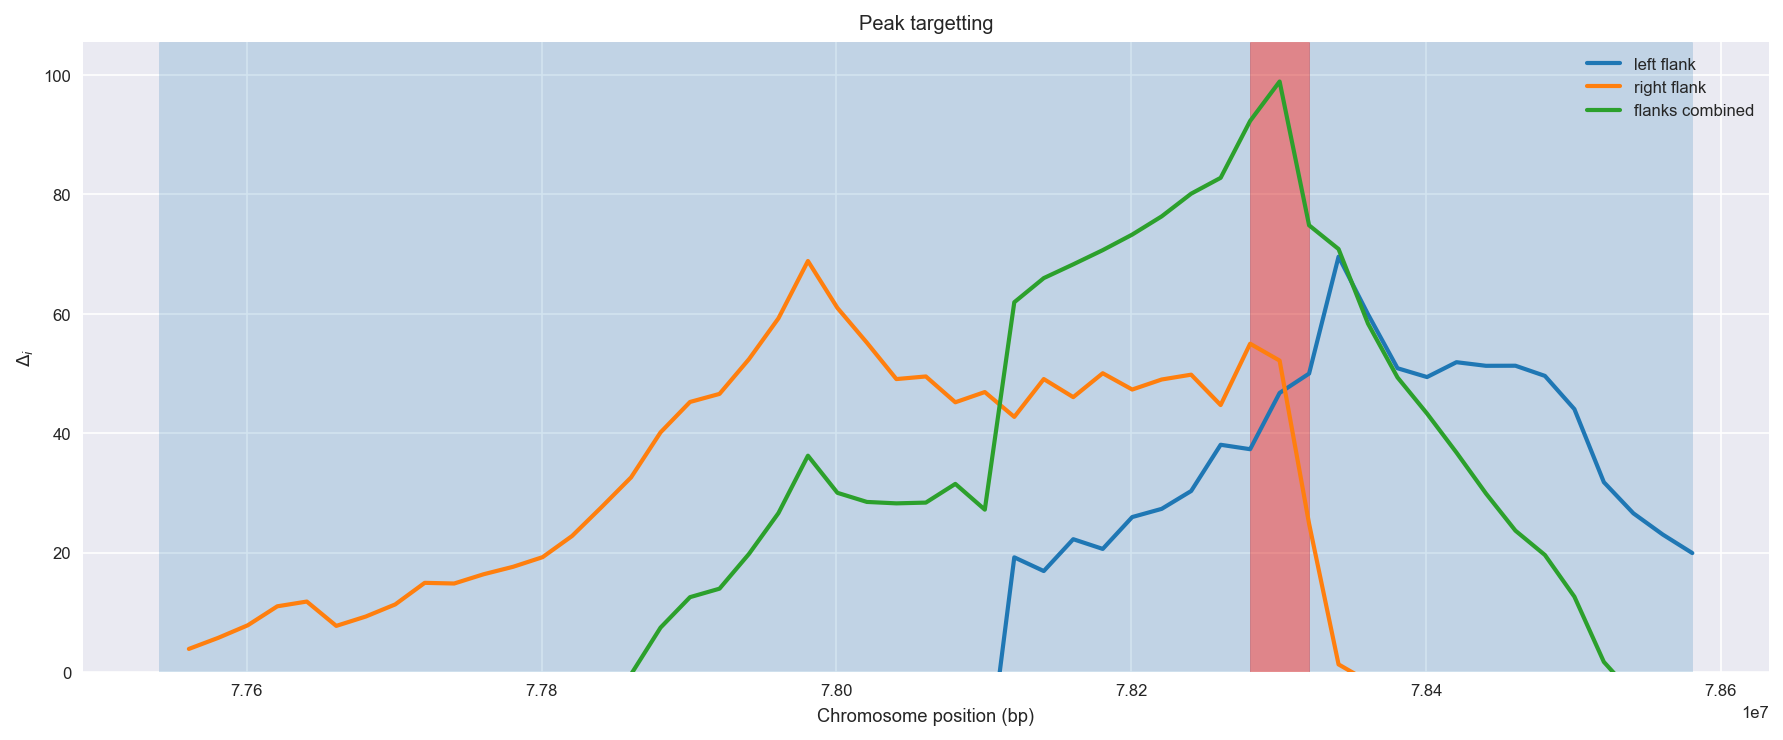 Peak targetting
left flank
right flank
flanks combined
100
80
60
40
20
0
Δi
7.76
7.78
7.80
7.82
7.84
7.86
1e7
Chromosome position (bp)